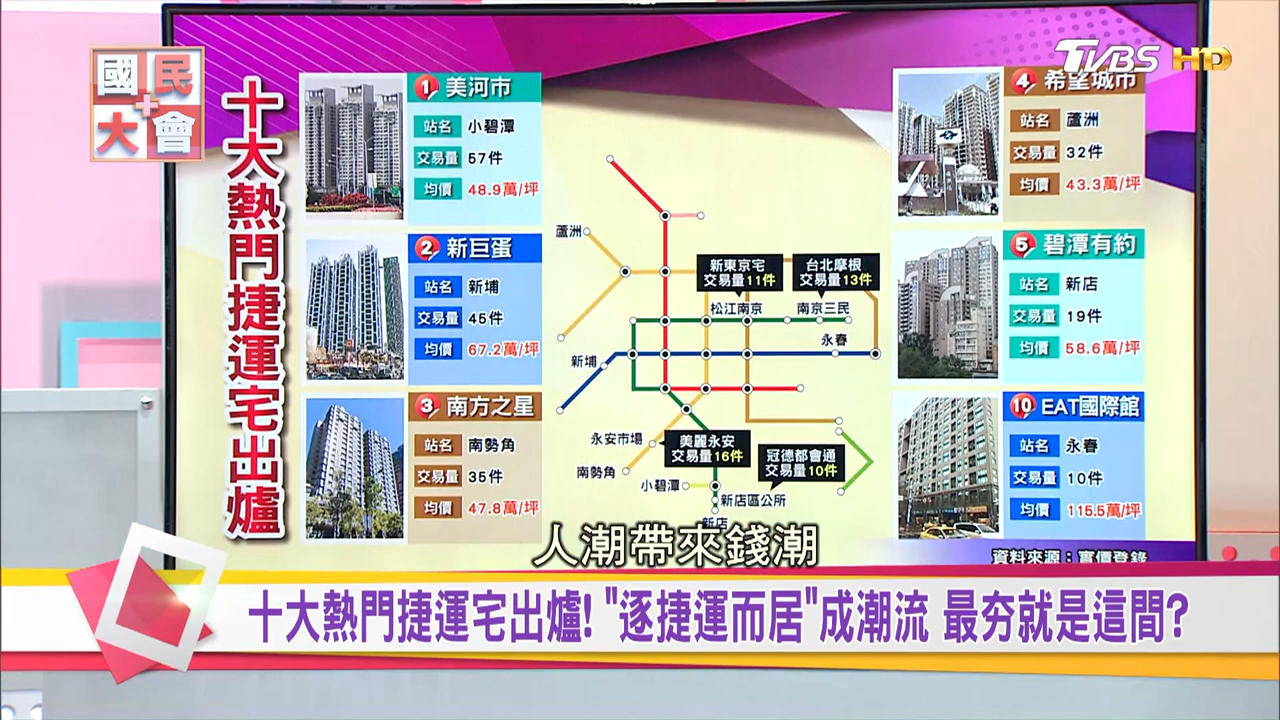 國民
大會
TVBS HD
十大熱門捷運宅出爐
1 美河市
站名 小碧潭
交易量 57件
均價 48.9萬/坪
2 新巨蛋
站名 新埔
交易量 45件
均價 67.2萬/坪
3 南方之星
站名 南勢角
交易量 35件
均價 47.8萬/坪
蘆洲
新東京宅
交易量11件
台北摩根
交易量13件
松江南京
南京三民
永春
新埔
永安市場
美麗永安
交易量16件
冠德都會通
交易量10件
南勢角
小碧潭
新店區公所
新店
4 希望城市
站名 蘆洲
交易量 32件
均價 43.3萬/坪
5 碧潭有約
站名 新店
交易量 19件
均價 58.6萬/坪
10 EAT國際館
站名 永春
交易量 10件
均價 115.5萬/坪
資料來源：實價登錄
人潮帶來錢潮
十大熱門捷運宅出爐! "逐捷運而居"成潮流 最夯就是這間?